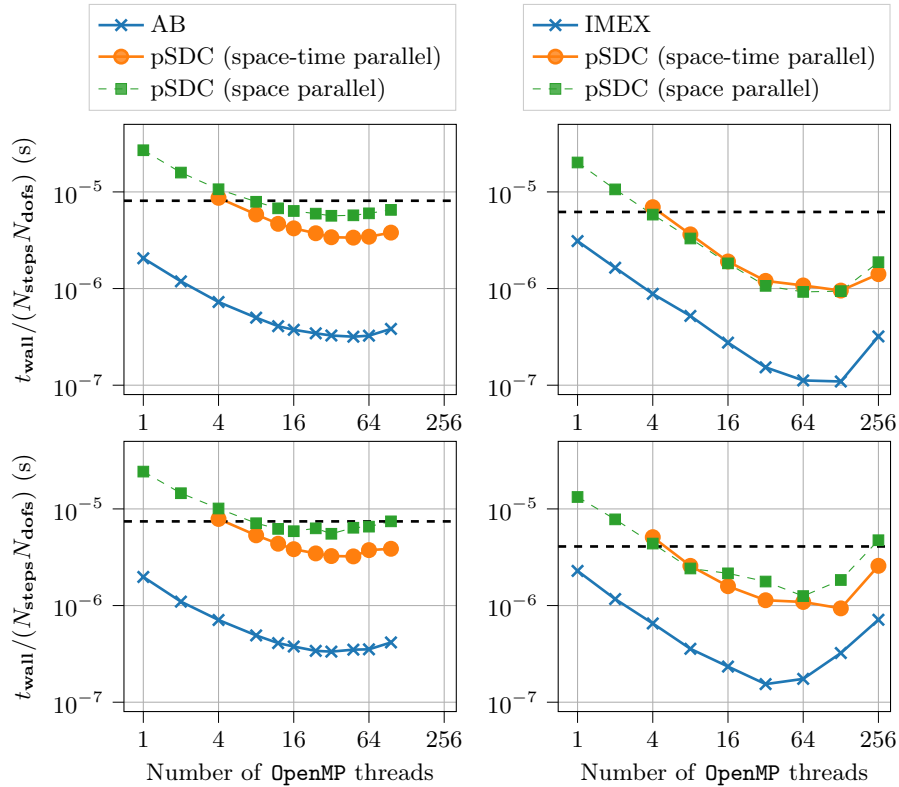 AB
pSDC (space-time parallel)
pSDC (space parallel)
IMEX
pSDC (space-time parallel)
pSDC (space parallel)
t_wall/(N_steps N_dofs) (s)
10^−5
10^−6
10^−7
1 4 16 64 256
10^−5
10^−6
10^−7
1 4 16 64 256
t_wall/(N_steps N_dofs) (s)
10^−5
10^−6
10^−7
1 4 16 64 256
Number of OpenMP threads
10^−5
10^−6
10^−7
1 4 16 64 256
Number of OpenMP threads